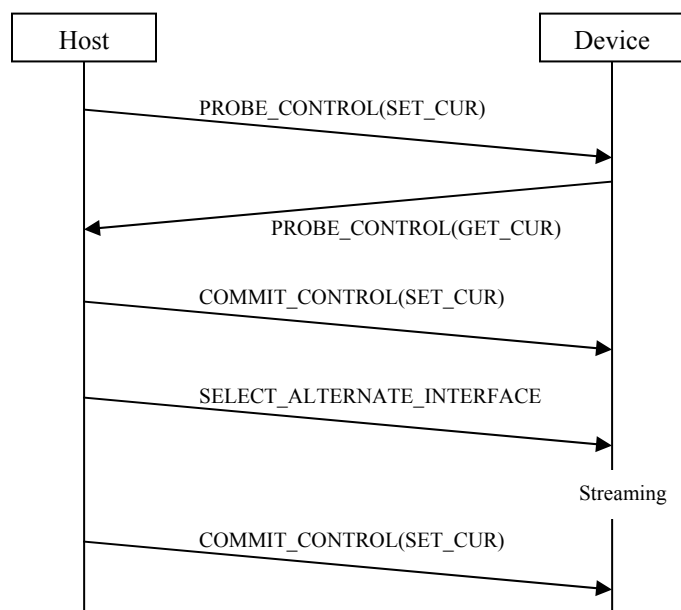 Host
Device
PROBE_CONTROL(SET_CUR)
PROBE_CONTROL(GET_CUR)
COMMIT_CONTROL(SET_CUR)
SELECT_ALTERNATE_INTERFACE
Streaming
COMMIT_CONTROL(SET_CUR)